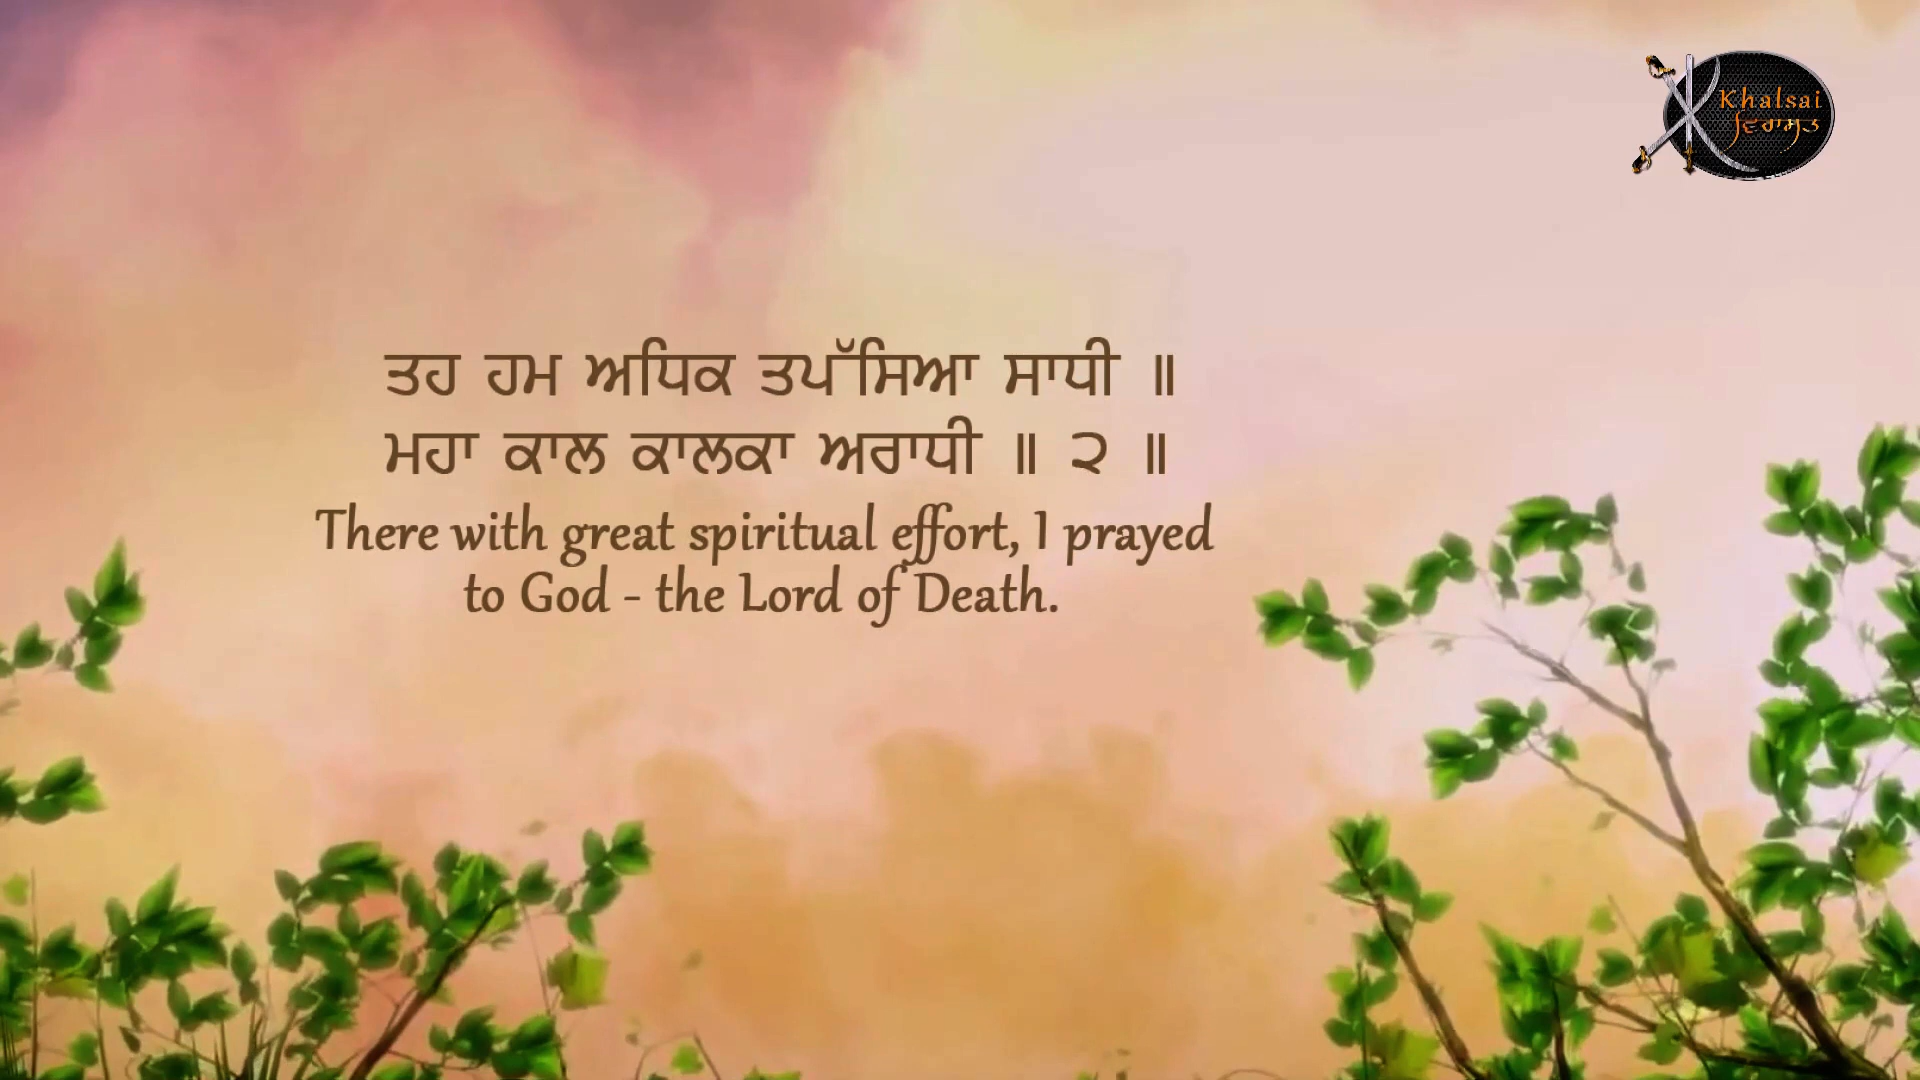 Khalsai
ਵਿਰਾਸਤ
ਤਹ ਹਮ ਅਧਿਕ ਤਪੱਸਿਆ ਸਾਧੀ ॥
ਮਹਾ ਕਾਲ ਕਾਲਕਾ ਅਰਾਧੀ ॥ ੨ ॥
There with great spiritual effort, I prayed
to God - the Lord of Death.